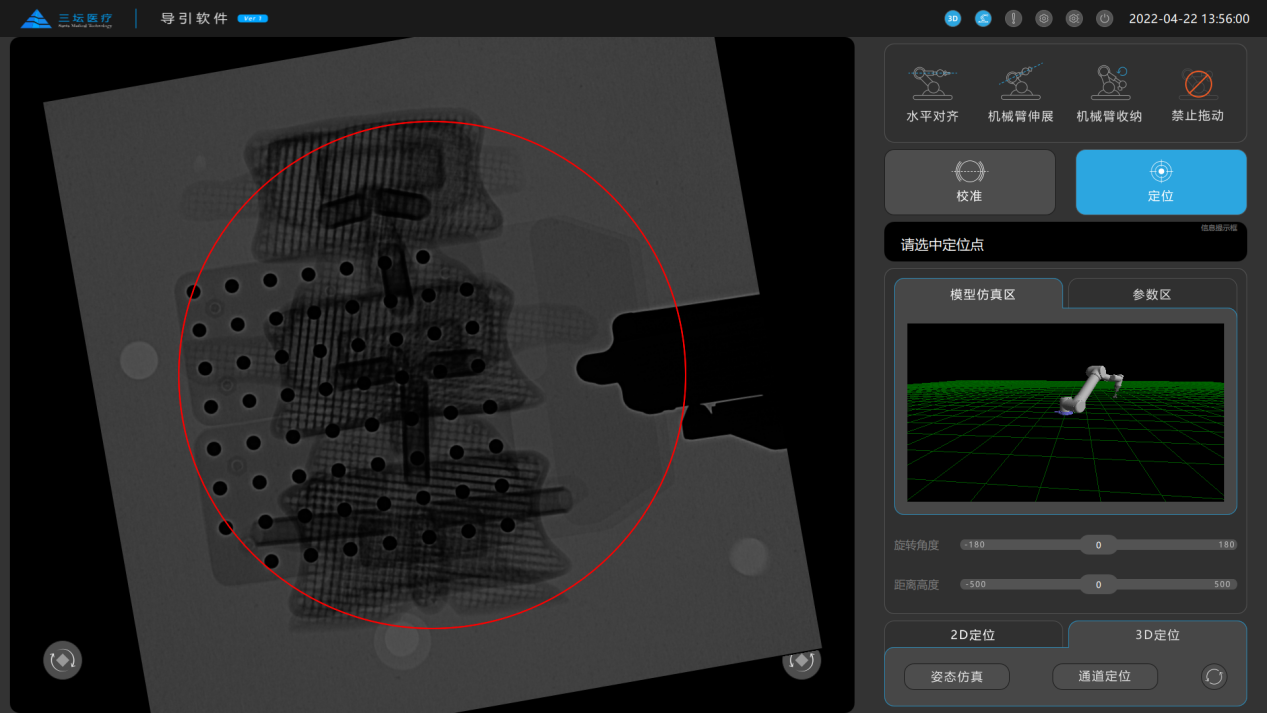 三坛医疗
Santa Medical Technology
导引软件
Ver 1
3D
2022-04-22 13:56:00
水平对齐
机械臂伸展
机械臂收纳
禁止拖动
校准
定位
信息提示框
请选中定位点
模型仿真区
参数区
旋转角度
-180
0
180
距离高度
-500
0
500
2D定位
3D定位
姿态仿真
通道定位